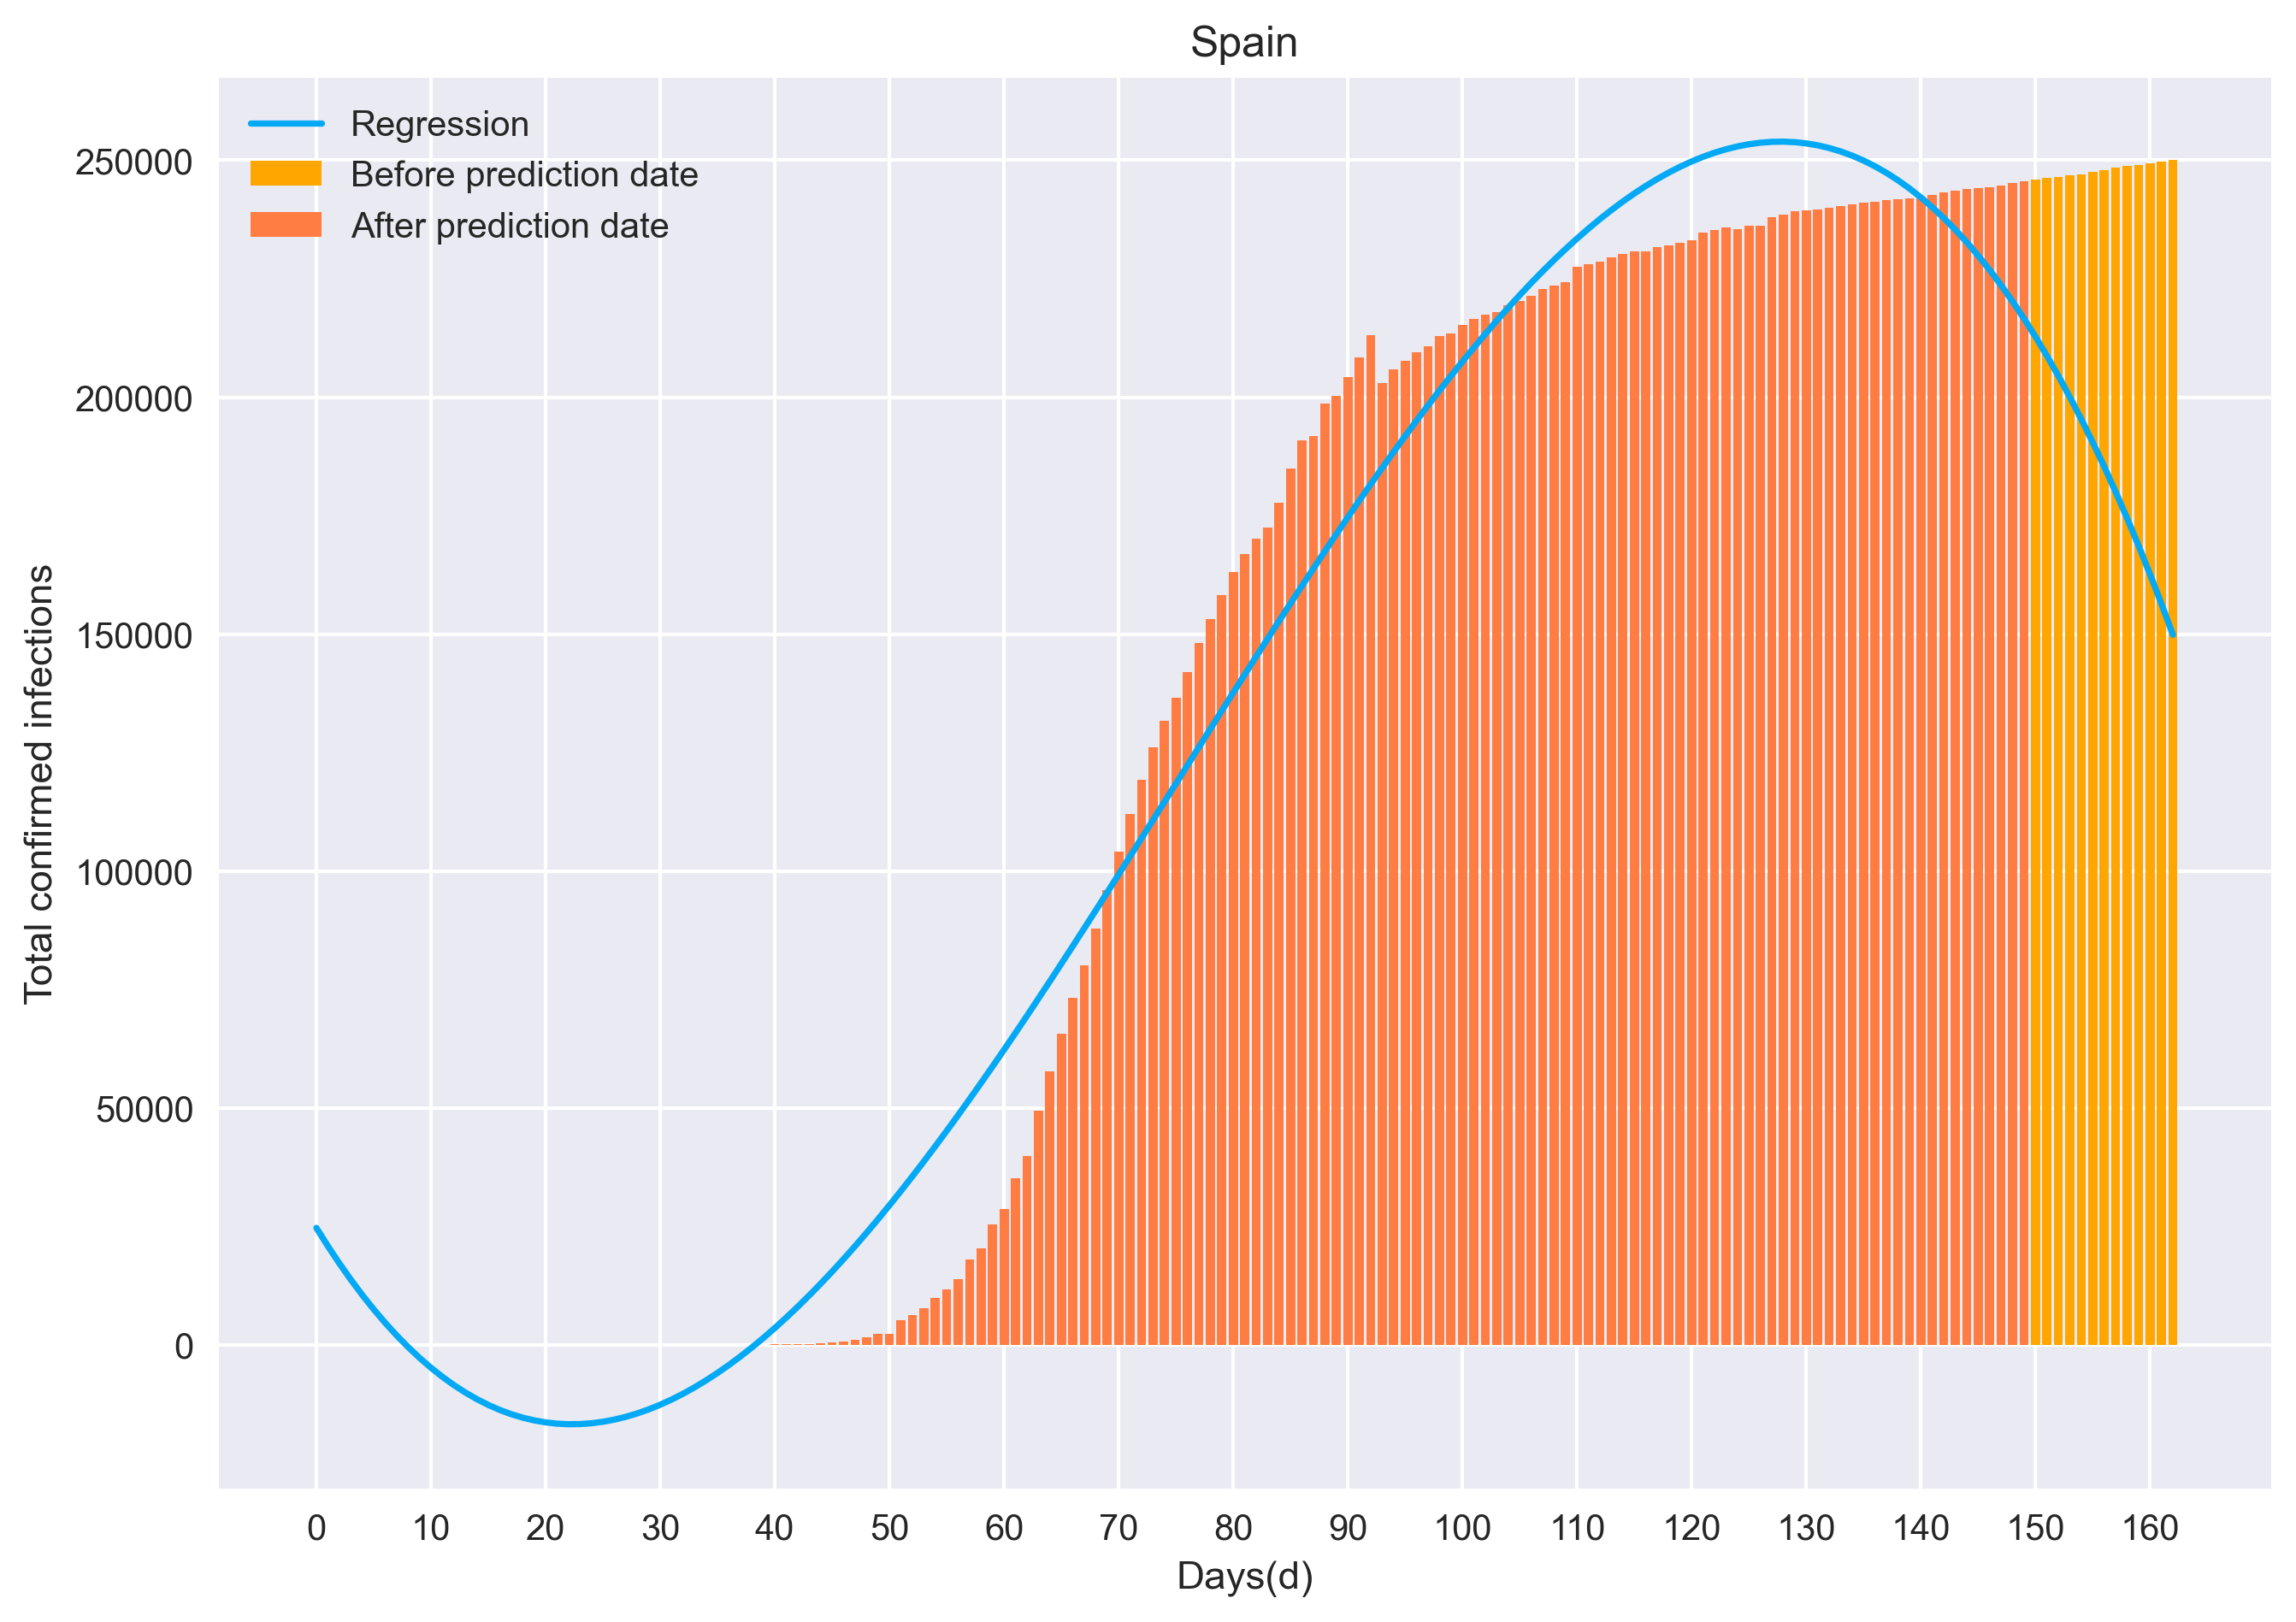 Spain
Regression
Before prediction date
After prediction date
250000
200000
150000
100000
50000
0
Total confirmed infections
0 10 20 30 40 50 60 70 80 90 100 110 120 130 140 150 160
Days(d)